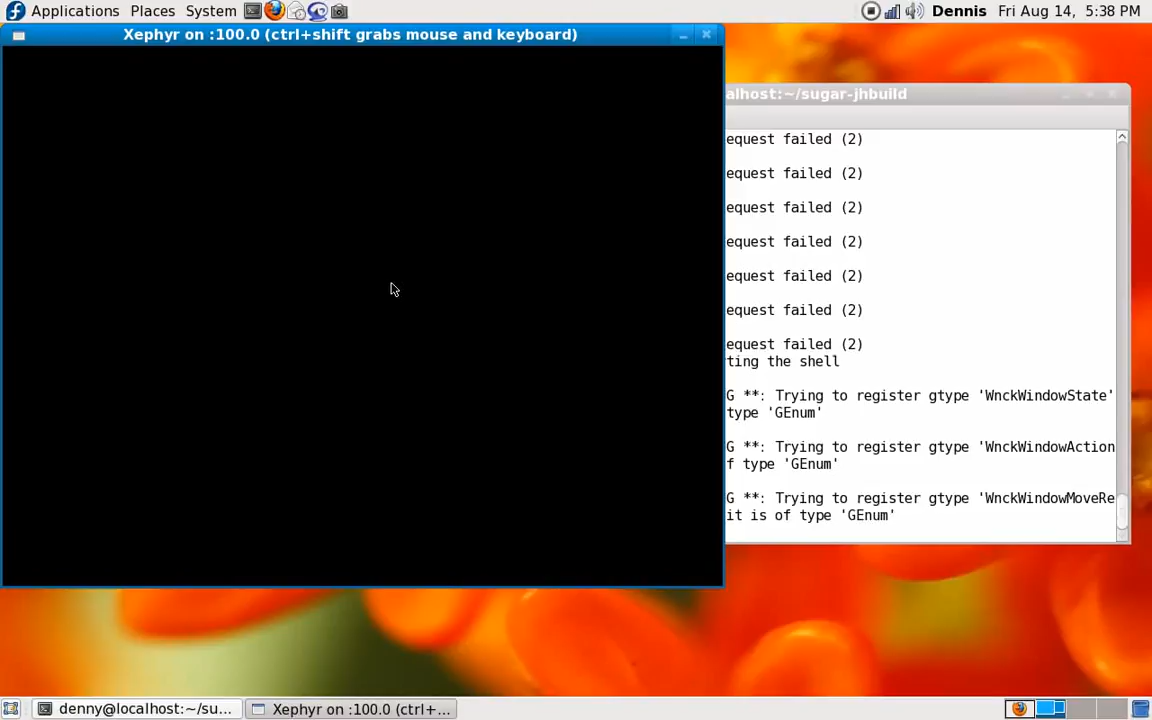 Applications Places System Dennis Fri Aug 14, 5:38 PM
Xephyr on :100.0 (ctrl+shift grabs mouse and keyboard)
alhost:~/sugar-jhbuild
equest failed (2)
equest failed (2)
equest failed (2)
equest failed (2)
equest failed (2)
equest failed (2)
equest failed (2)
ting the shell
G **: Trying to register gtype 'WnckWindowState'
type 'GEnum'
G **: Trying to register gtype 'WnckWindowAction
f type 'GEnum'
G **: Trying to register gtype 'WnckWindowMoveRe
it is of type 'GEnum'
denny@localhost:~/su... Xephyr on :100.0 (ctrl+...